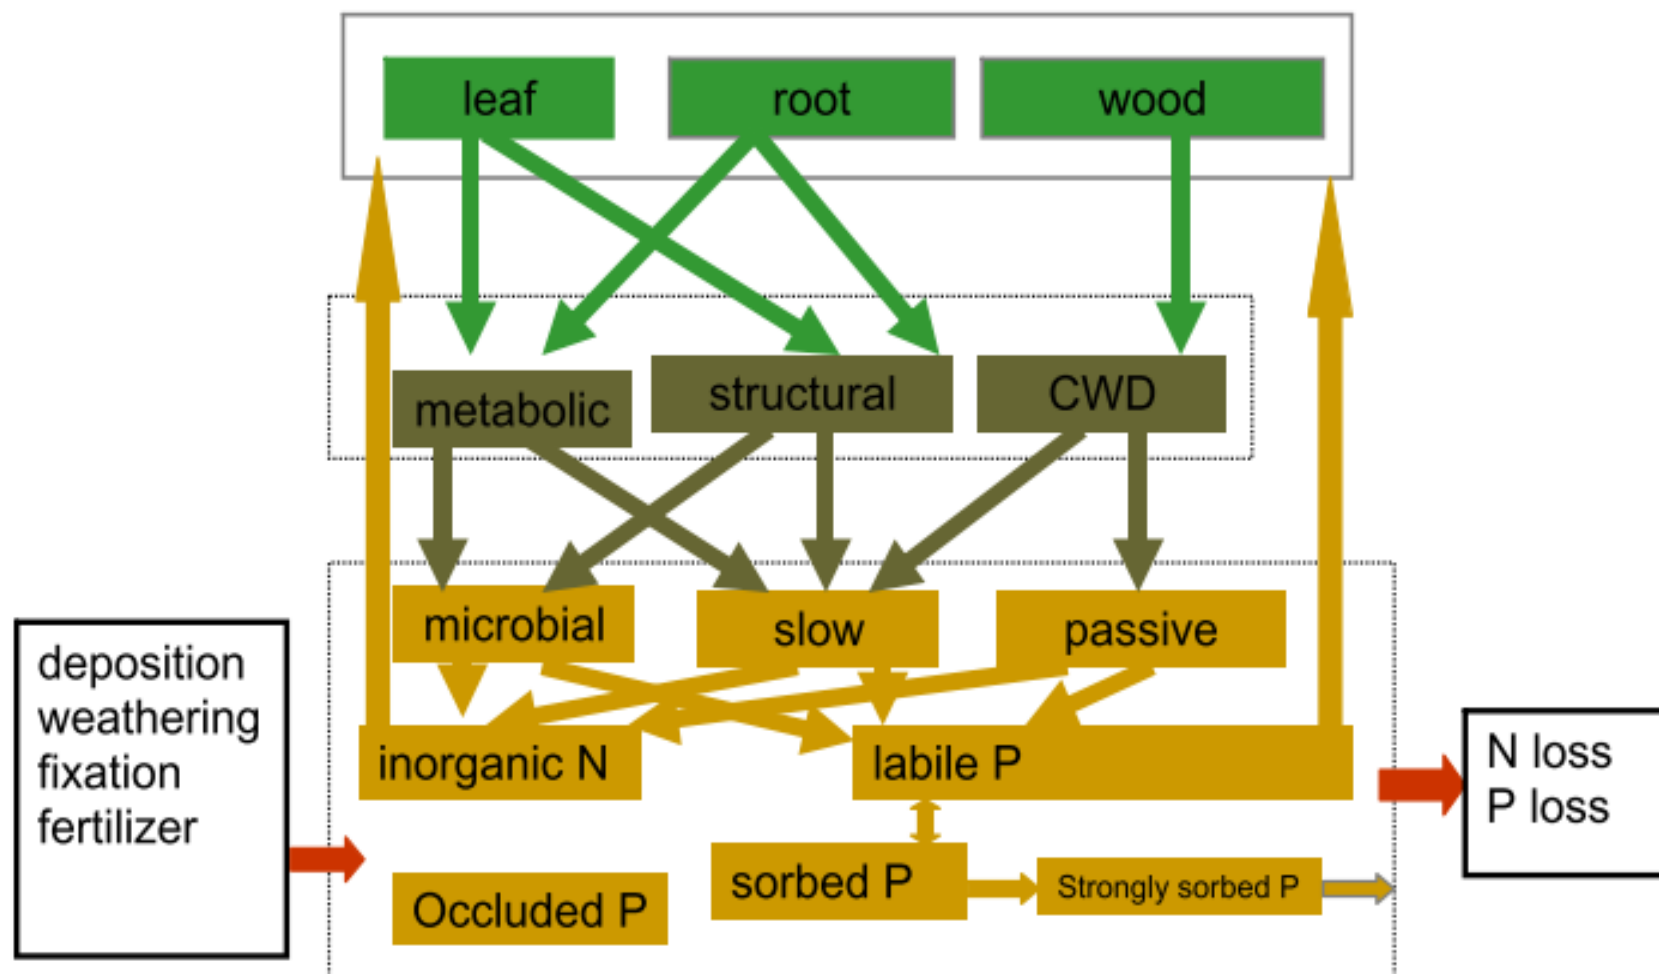 leaf
root
wood
metabolic
structural
CWD
microbial
slow
passive
deposition
weathering
fixation
fertilizer
inorganic N
labile P
N loss
P loss
sorbed P
Strongly sorbed P
Occluded P